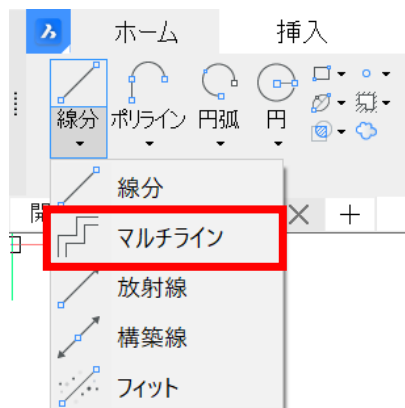 ホーム 挿入
線分 ポリライン 円弧 円
線分
開
マルチライン
放射線
構築線
フィット